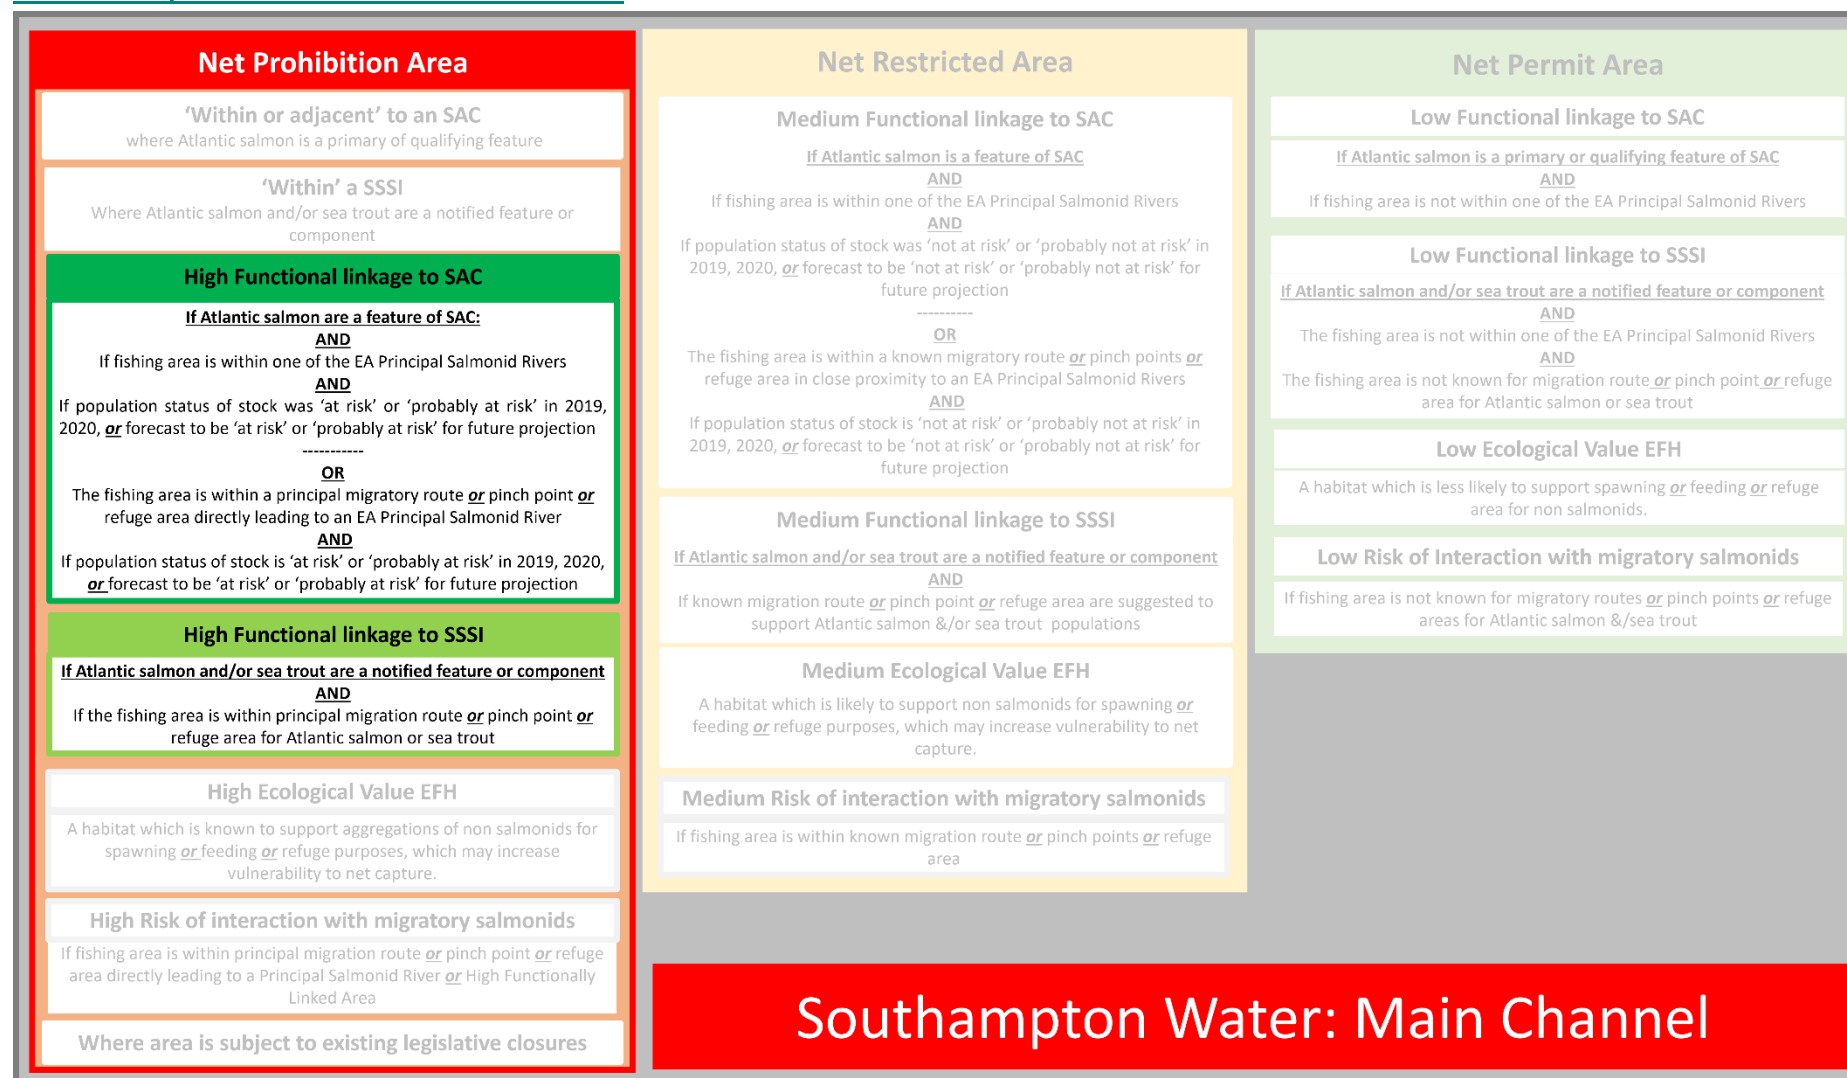 Net Prohibition Area
'Within or adjacent' to an SAC
where Atlantic salmon is a primary of qualifying feature
'Within' a SSSI
Where Atlantic salmon and/or sea trout are a notified feature or
component
High Functional linkage to SAC
If Atlantic salmon are a feature of SAC:
AND
If fishing area is within one of the EA Principal Salmonid Rivers
AND
If population status of stock was 'at risk' or 'probably at risk' in 2019,
2020, or forecast to be 'at risk' or 'probably at risk' for future projection
-----------
OR
The fishing area is within a principal migratory route or pinch point or
refuge area directly leading to an EA Principal Salmonid River
AND
If population status of stock is 'at risk' or 'probably at risk' in 2019, 2020,
or forecast to be 'at risk' or 'probably at risk' for future projection
High Functional linkage to SSSI
If Atlantic salmon and/or sea trout are a notified feature or component
AND
If the fishing area is within principal migration route or pinch point or
refuge area for Atlantic salmon or sea trout
High Ecological Value EFH
A habitat which is known to support aggregations of non salmonids for
spawning or feeding or refuge purposes, which may increase
vulnerability to net capture.
High Risk of interaction with migratory salmonids
If fishing area is within principal migration route or pinch point or refuge
area directly leading to a Principal Salmonid River or High Functionally
Linked Area
Where area is subject to existing legislative closures
Net Restricted Area
Medium Functional linkage to SAC
If Atlantic salmon is a feature of SAC
AND
If fishing area is within one of the EA Principal Salmonid Rivers
AND
If population status of stock was 'not at risk' or 'probably not at risk' in
2019, 2020, or forecast to be 'not at risk' or 'probably not at risk' for
future projection
----------
OR
The fishing area is within a known migratory route or pinch points or
refuge area in close proximity to an EA Principal Salmonid Rivers
AND
If population status of stock is 'not at risk' or 'probably not at risk' in
2019, 2020, or forecast to be 'not at risk' or 'probably not at risk' for
future projection
Medium Functional linkage to SSSI
If Atlantic salmon and/or sea trout are a notified feature or component
AND
If known migration route or pinch point or refuge area are suggested to
support Atlantic salmon &/or sea trout populations
Medium Ecological Value EFH
A habitat which is likely to support non salmonids for spawning or
feeding or refuge purposes, which may increase vulnerability to net
capture.
Medium Risk of interaction with migratory salmonids
If fishing area is within known migration route or pinch points or refuge
area
Net Permit Area
Low Functional linkage to SAC
If Atlantic salmon is a primary or qualifying feature of SAC
AND
If fishing area is not within one of the EA Principal Salmonid Rivers
Low Functional linkage to SSSI
If Atlantic salmon and/or sea trout are a notified feature or component
AND
The fishing area is not within one of the EA Principal Salmonid Rivers
AND
The fishing area is not known for migration route or pinch point or refuge
area for Atlantic salmon or sea trout
Low Ecological Value EFH
A habitat which is less likely to support spawning or feeding or refuge
area for non salmonids.
Low Risk of Interaction with migratory salmonids
If fishing area is not known for migratory routes or pinch points or refuge
areas for Atlantic salmon &/sea trout
Southampton Water: Main Channel